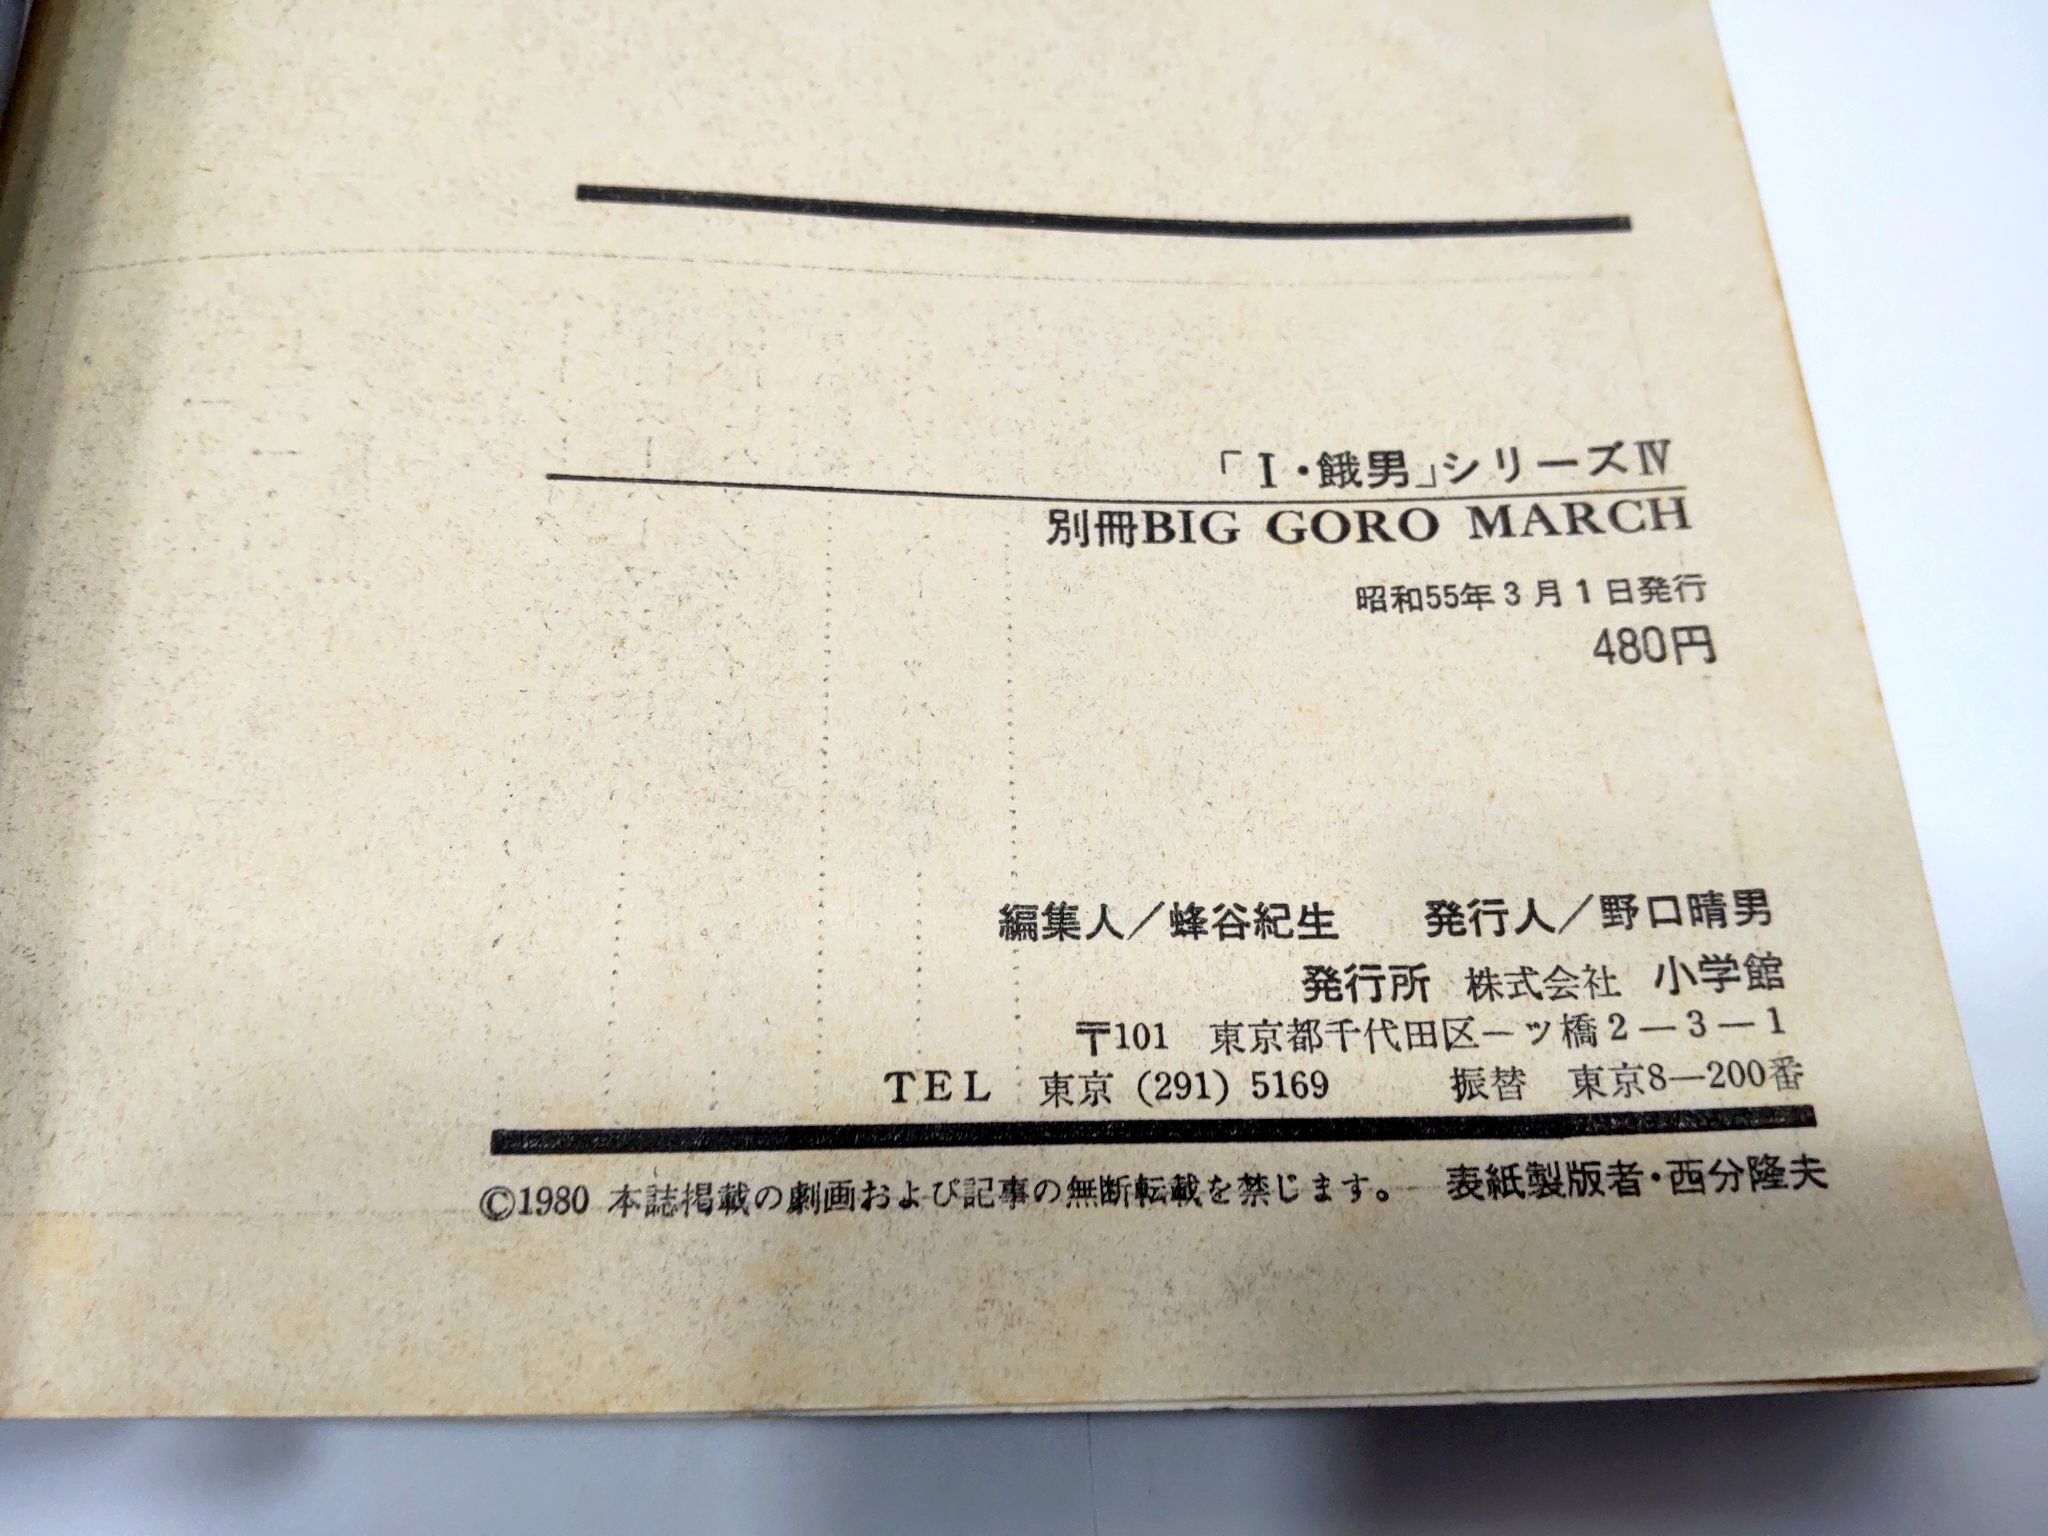 「I・餓男」シリーズⅣ
別冊BIG GORO MARCH
昭和55年3月1日発行
480円
編集人／蜂谷紀生　発行人／野口晴男
発行所　株式会社　小学館
〒101　東京都千代田区一ツ橋2―3―1
TEL　東京（291）5169　振替　東京8―200番
©1980 本誌掲載の劇画および記事の無断転載を禁じます。　表紙製版者・西分隆夫